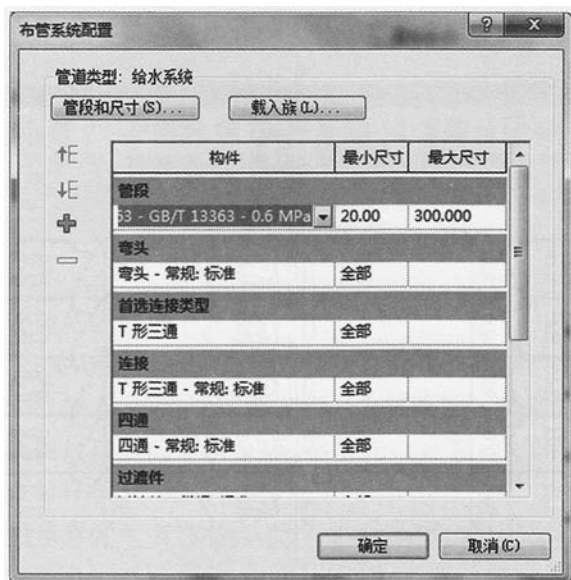 布管系统配置
管道类型: 给水系统
管段和尺寸(S)...
载入族(L)...
构件 最小尺寸 最大尺寸
管段
63 - GB/T 13363 - 0.6 MPa 20.00 300.000
弯头
弯头 - 常规: 标准 全部
首选连接类型
T 形三通 全部
连接
T 形三通 - 常规: 标准 全部
四通
四通 - 常规: 标准 全部
过渡件
确定 取消(C)